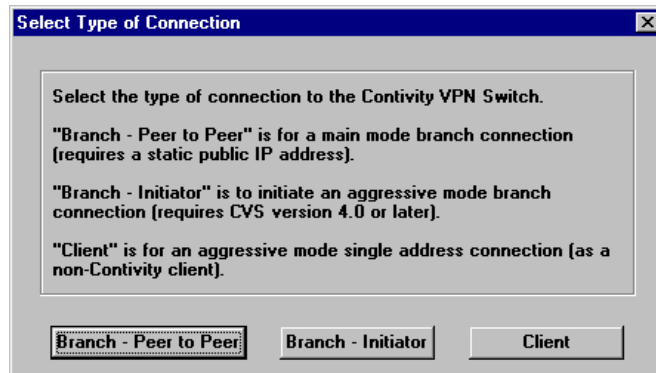 Select Type of Connection
Select the type of connection to the Contivity VPN Switch.
"Branch - Peer to Peer" is for a main mode branch connection
(requires a static public IP address).
"Branch - Initiator" is to initiate an aggressive mode branch
connection (requires CVS version 4.0 or later).
"Client" is for an aggressive mode single address connection (as a
non-Contivity client).
Branch - Peer to Peer Branch - Initiator Client